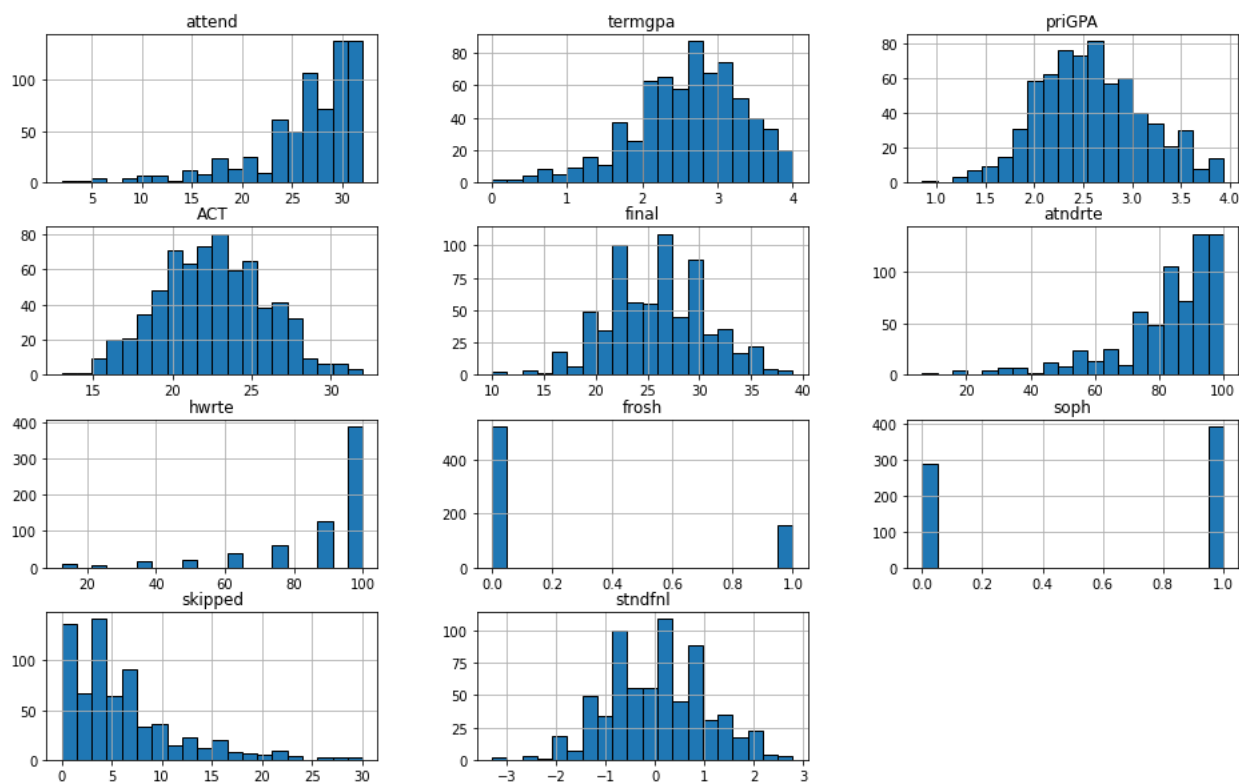 attend termgpa priGPA
100 80 80
60 60
50 40 40
20 20
0 0 0
5 10 15 20 25 30 0 1 2 3 4 1.0 1.5 2.0 2.5 3.0 3.5 4.0
ACT final atndrte
80 100 100
60 75
40 50 50
20 25
0 0 0
15 20 25 30 10 15 20 25 30 35 40 20 40 60 80 100
hwrte frosh soph
400 400 400
300 300
200 200 200
100 100
0 0 0
20 40 60 80 100 0.0 0.2 0.4 0.6 0.8 1.0 0.0 0.2 0.4 0.6 0.8 1.0
skipped stndfnl
100 100
75
50 50
25
0 0
0 5 10 15 20 25 30 −3 −2 −1 0 1 2 3